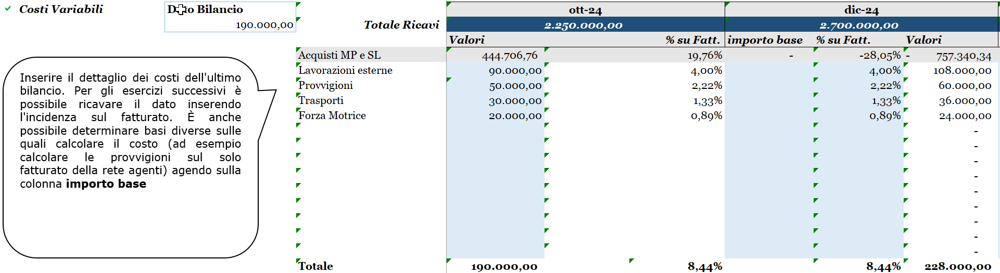 Costi Variabili
Dato Bilancio
190.000,00
Totale Ricavi
ott-24 dic-24
2.250.000,00 2.700.000,00
Valori % su Fatt. importo base % su Fatt. Valori
Acquisti MP e SL 444.706,76 19,76% - -28,05% - 757.340,34
Lavorazioni esterne 90.000,00 4,00% 4,00% 108.000,00
Provvigioni 50.000,00 2,22% 2,22% 60.000,00
Trasporti 30.000,00 1,33% 1,33% 36.000,00
Forza Motrice 20.000,00 0,89% 0,89% 24.000,00
-
-
-
-
-
-
-
-
-
Totale 190.000,00 8,44% 8,44% 228.000,00
Inserire il dettaglio dei costi dell'ultimo
bilancio. Per gli esercizi successivi è
possibile ricavare il dato inserendo
l'incidenza sul fatturato. È anche
possibile determinare basi diverse sulle
quali calcolare il costo (ad esempio
calcolare le provvigioni sul solo
fatturato della rete agenti) agendo sulla
colonna importo base